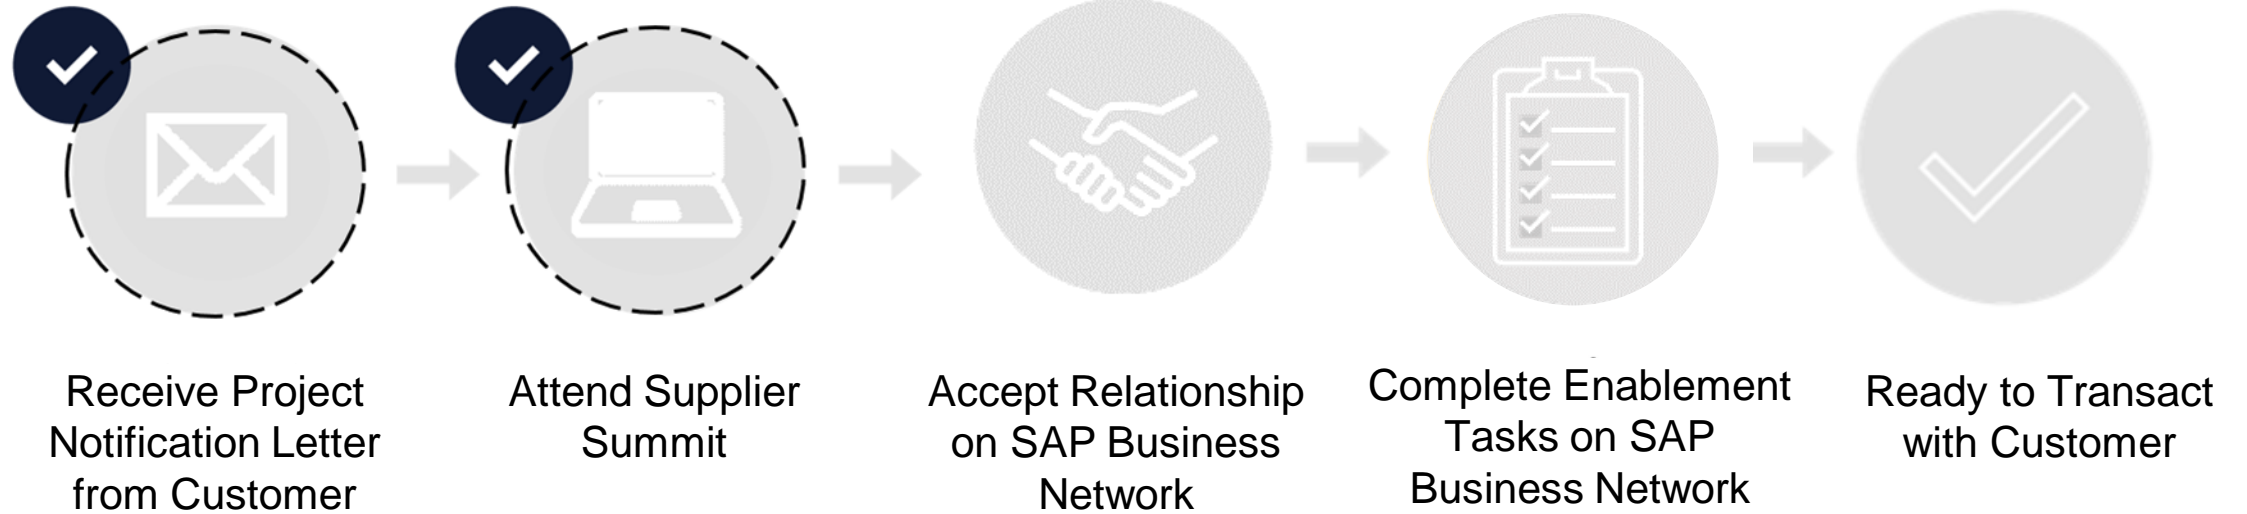 Receive Project
Notification Letter
from Customer
Attend Supplier
Summit
Accept Relationship
on SAP Business
Network
Complete Enablement
Tasks on SAP
Business Network
Ready to Transact
with Customer